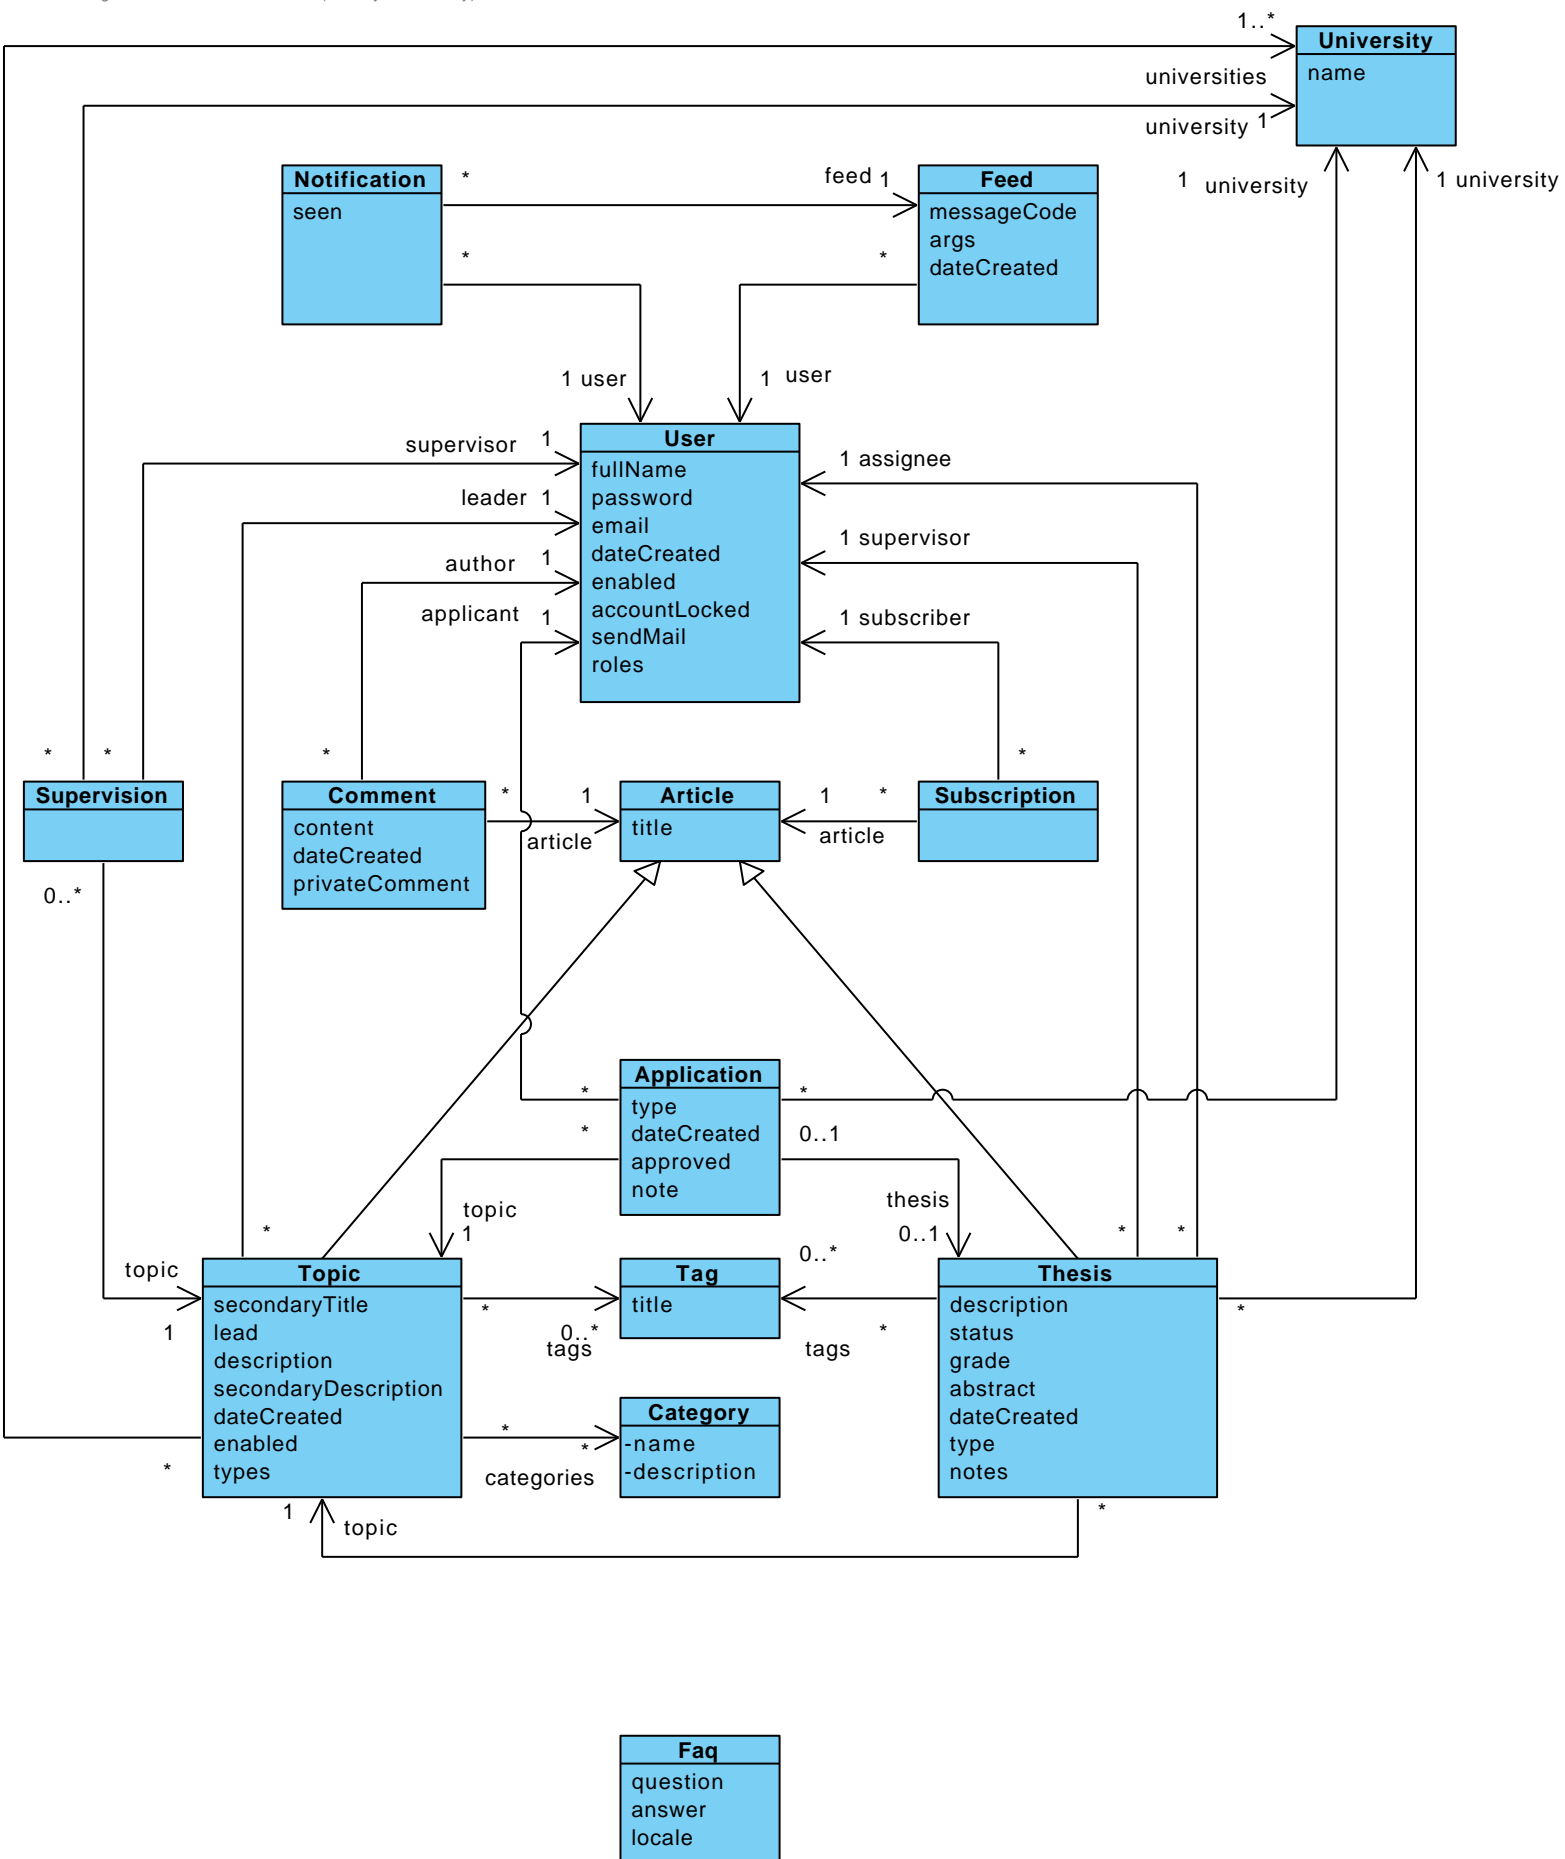 1..*
University
name
universities
university 1
Notification
seen
*
feed 1
*
*
Feed
messageCode
args
dateCreated
1 university
1 university
1 user
1 user
User
fullName
password
email
dateCreated
enabled
accountLocked
sendMail
roles
supervisor 1
leader 1
author 1
applicant 1
1 assignee
1 supervisor
1 subscriber
* *
*
*
Supervision
0..*
Comment
content
dateCreated
privateComment
* 1
article
Article
title
1 *
article
Subscription
Application
type
dateCreated
approved
note
*
*
*
0..1
topic
1
thesis
0..1
*
* *
topic
1
Topic
secondaryTitle
lead
description
secondaryDescription
dateCreated
enabled
types
*
*
0..*
tags
Tag
title
0..*
*
tags
Thesis
description
status
grade
abstract
dateCreated
type
notes
*
*
*
categories
Category
-name
-description
1
topic
*
Faq
question
answer
locale